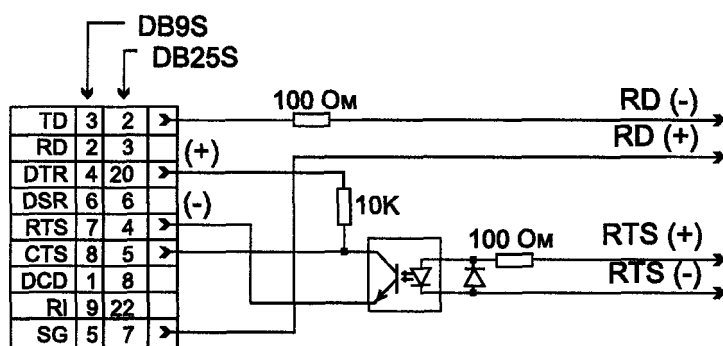 DB9S
DB25S
TD 3 2
RD 2 3
DTR 4 20
DSR 6 6
RTS 7 4
CTS 8 5
DCD 1 8
RI 9 22
SG 5 7
(+)
(-)
100 Ом
10K
100 Ом
RD (-)
RD (+)
RTS (+)
RTS (-)